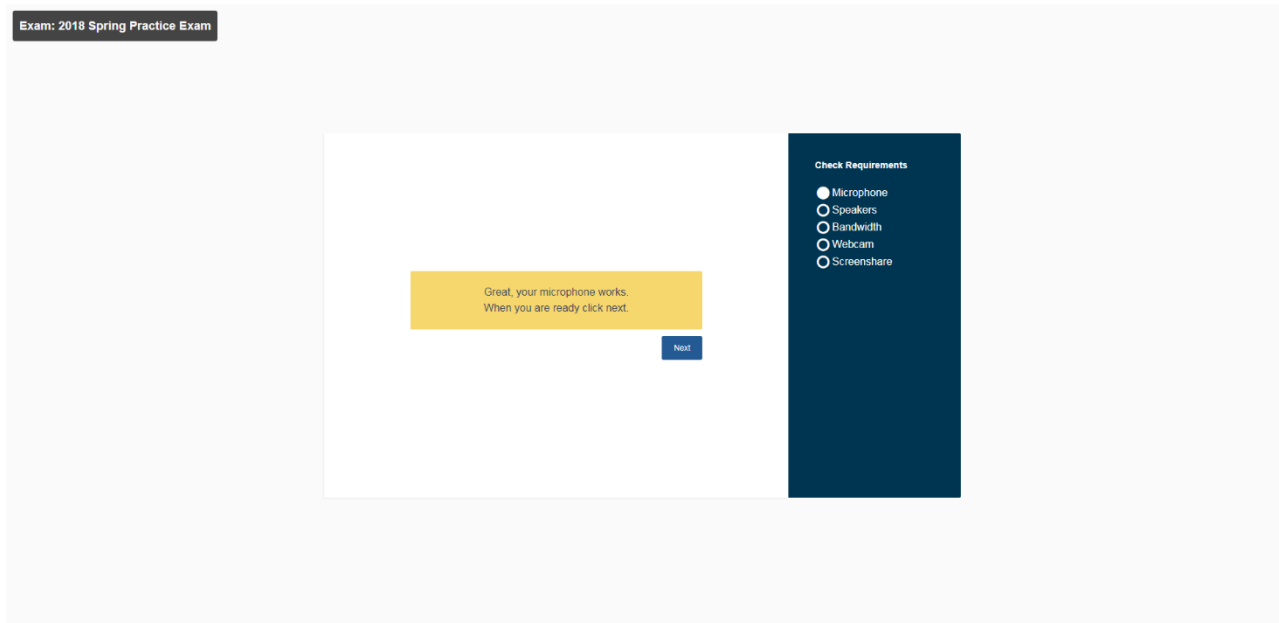 Exam: 2018 Spring Practice Exam
Great, your microphone works.
When you are ready click next.
Next
Check Requirements
Microphone
Speakers
Bandwidth
Webcam
Screenshare